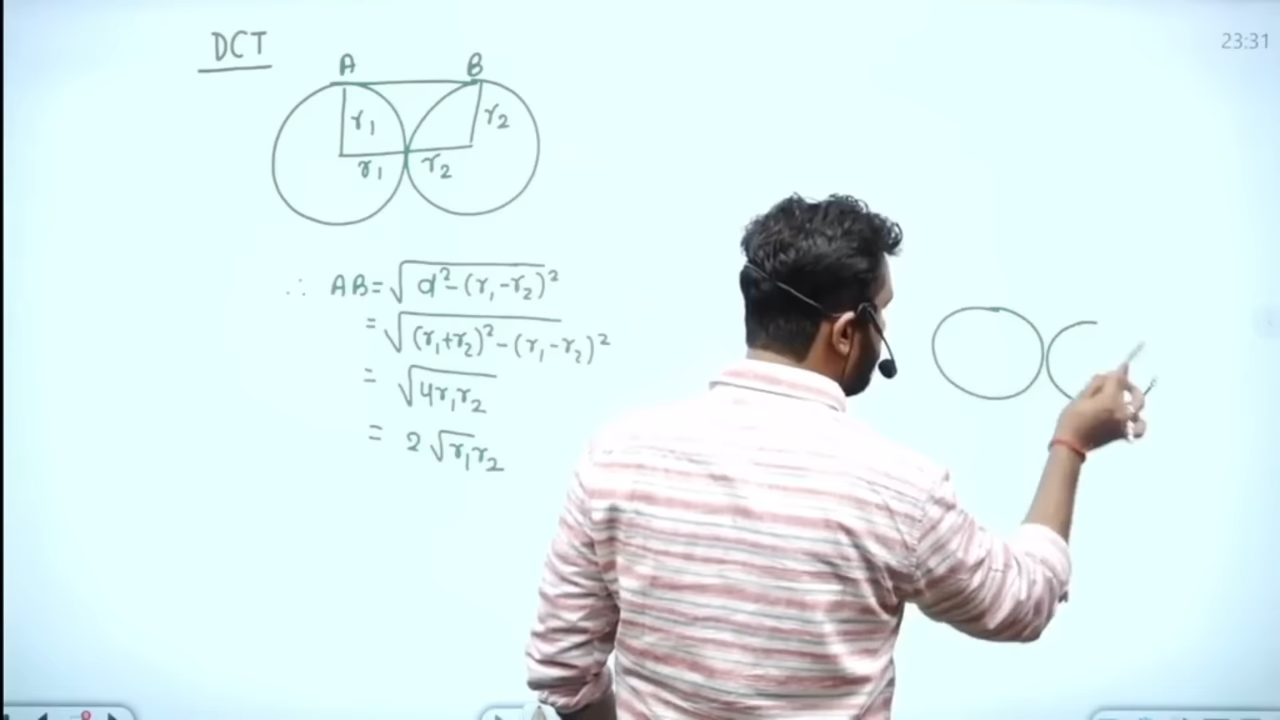 DCT
23:31
A B
r₁ r₂
r₁ r₂
∴ AB = √d² - (r₁ - r₂)²
= √(r₁ + r₂)² - (r₁ - r₂)²
= √4r₁r₂
= 2√r₁r₂